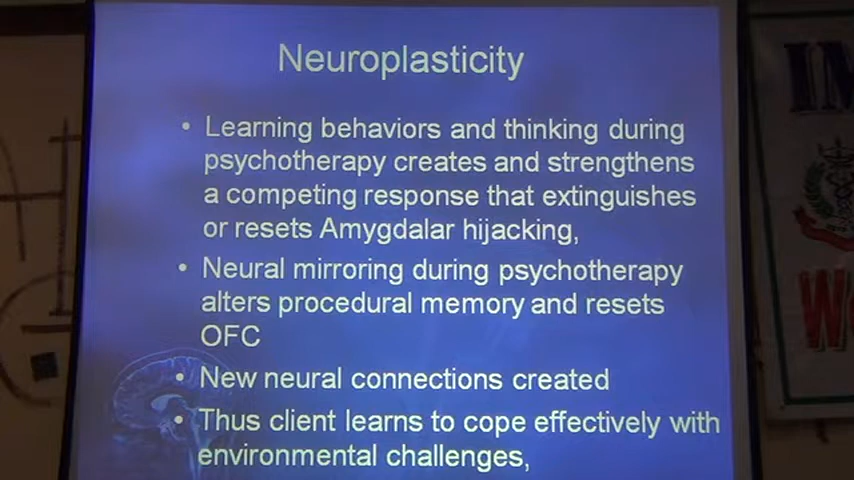 Neuroplasticity
• Learning behaviors and thinking during
psychotherapy creates and strengthens
a competing response that extinguishes
or resets Amygdalar hijacking,
• Neural mirroring during psychotherapy
alters procedural memory and resets
OFC
• New neural connections created
• Thus client learns to cope effectively with
environmental challenges,